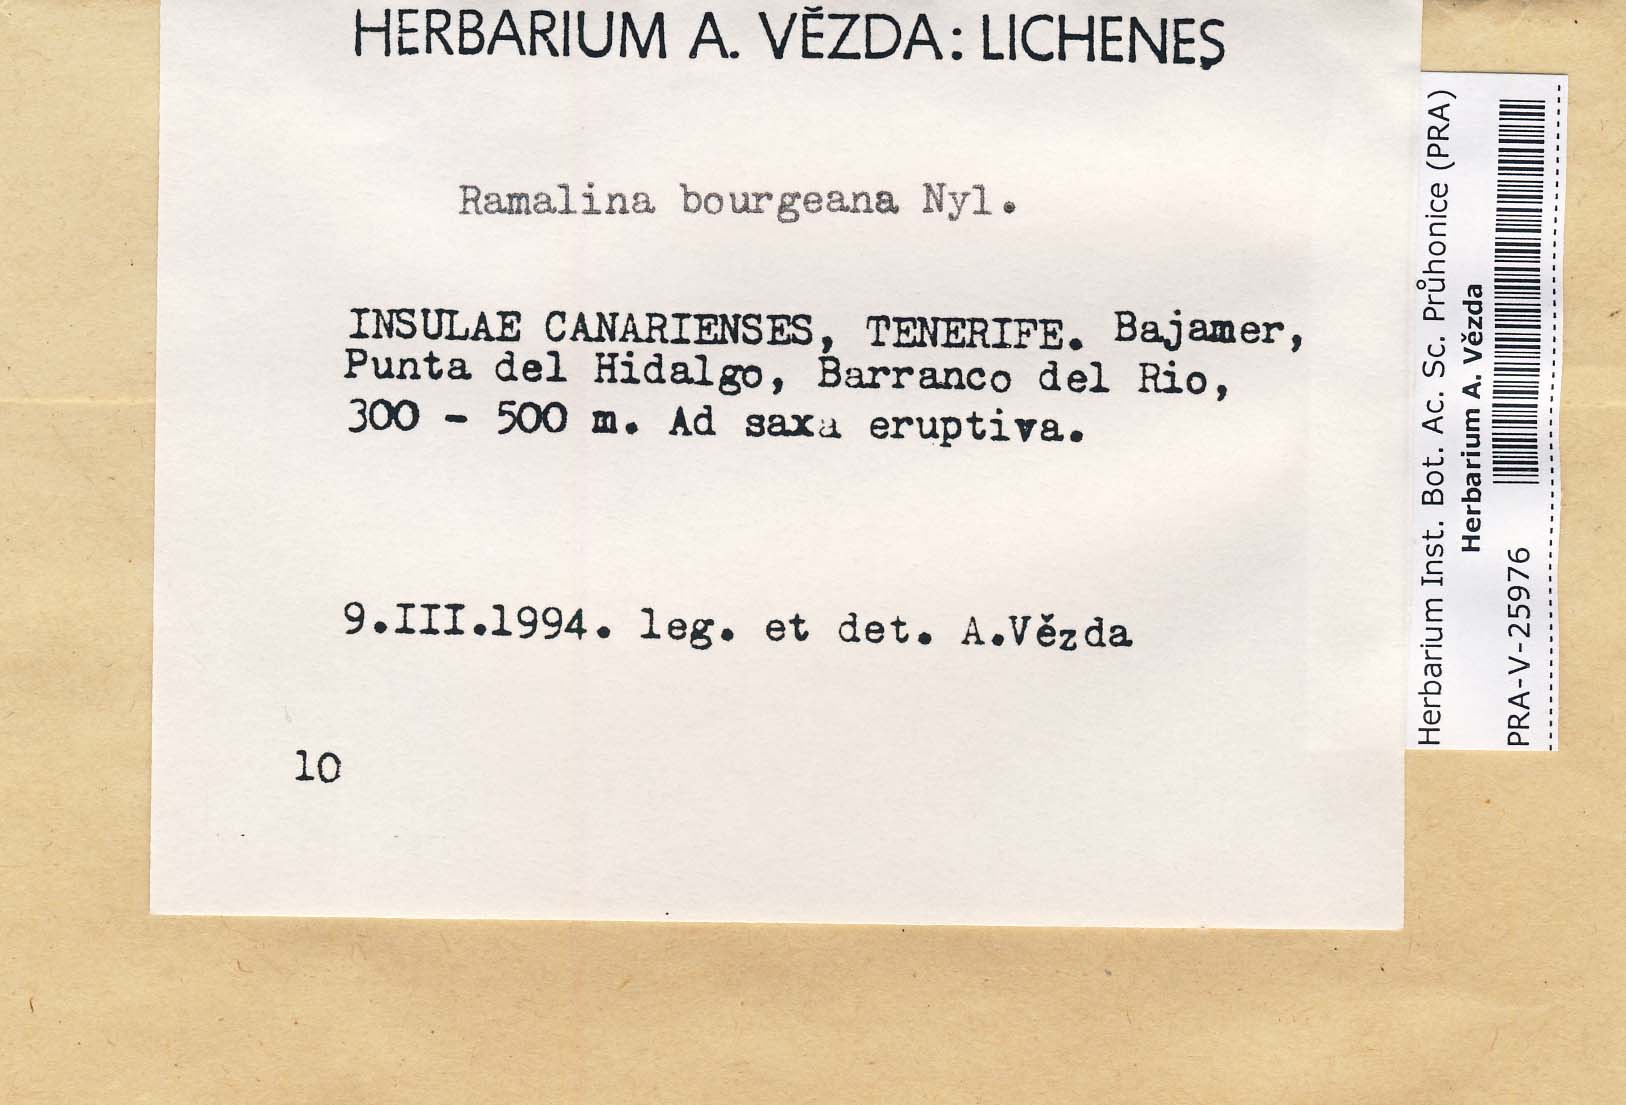 HERBARIUM A. VĚZDA: LICHENES
Ramalina bourgeana Nyl.
INSULAE CANARIENSES, TENERIFE. Bajamer,
Punta del Hidalgo, Barranco del Rio,
300 - 500 m. Ad saxa eruptiva.
9.III.1994. leg. et det. A.Vězda
10
Herbarium Inst. Bot. Ac. Sc. Průhonice (PRA)
Herbarium A. Vězda
PRA-V-25976